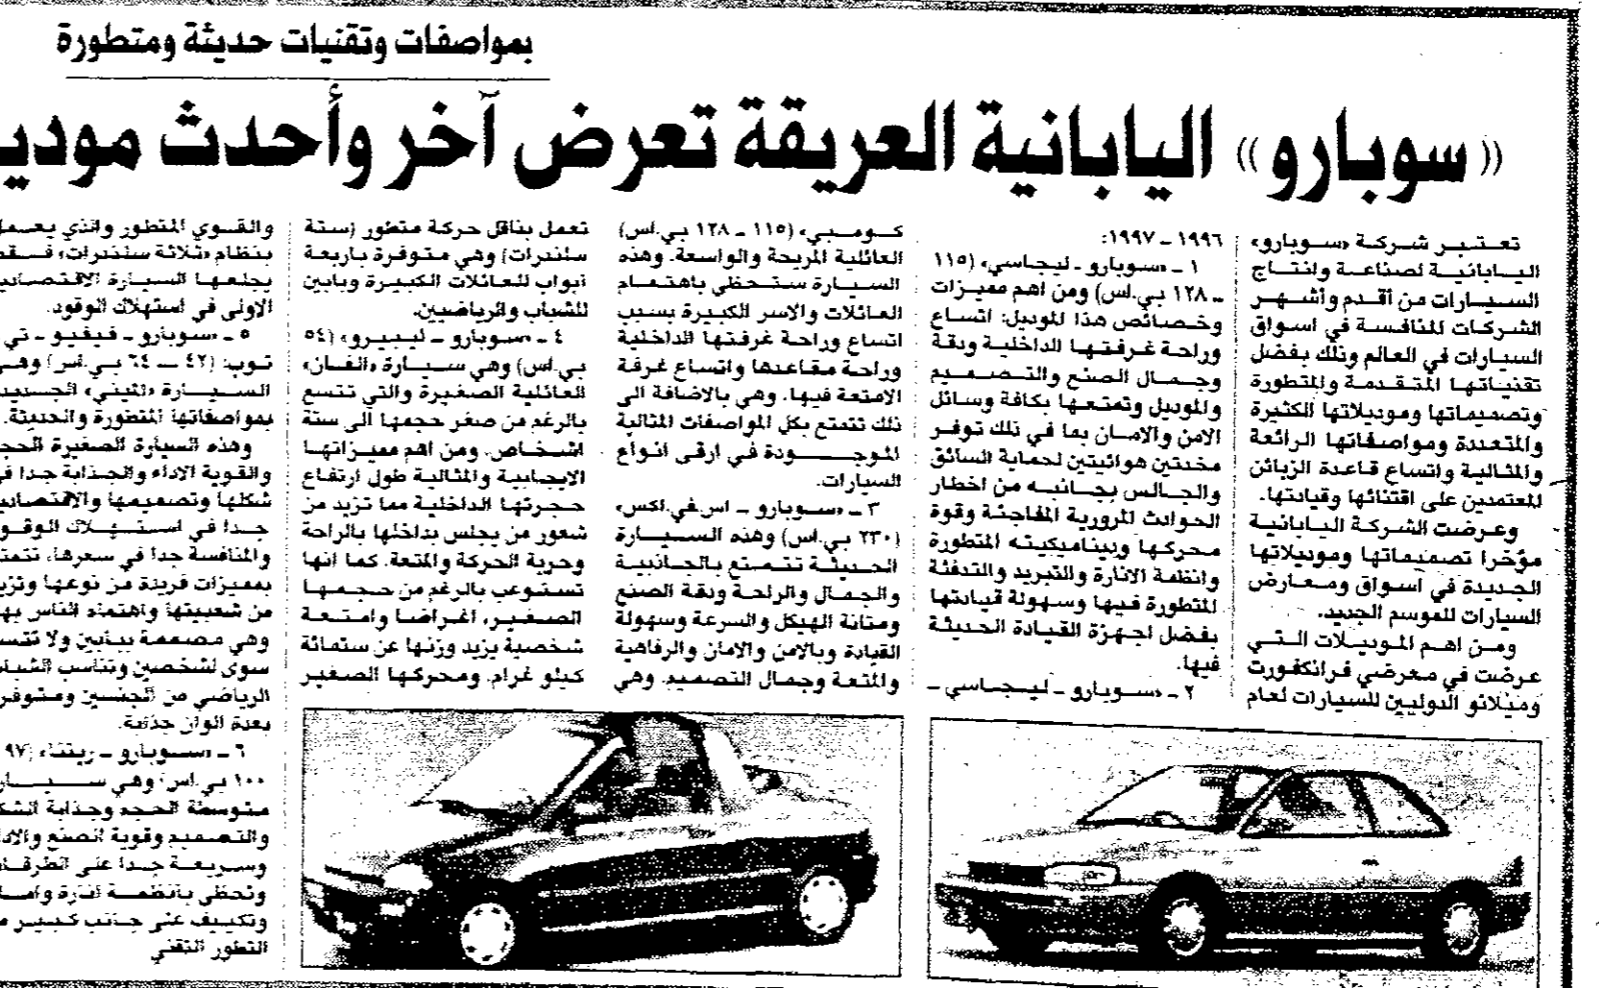 بمواصفات وتقنيات حديثة ومتطورة
«سوبارو» اليابانية العريقة تعرض آخر وأحدث
تعتبر شركة «سوبارو»
اليابانية لصناعة وانتاج
السيارات من أقدم وأشهر
الشركات المنافسة في اسواق
السيارات في العالم وذلك بفضل
تقنياتها المتقدمة والمتطورة
وتصميماتها وموديلاتها الكثيرة
والمتعددة ومواصفاتها الرائعة
والمثالية واتساع قاعدة الزبائن
المعتمدين على اقتنائها وقيادتها.
وعرضت الشركة اليابانية
مؤخرا تصميماتها وموديلاتها
الجديدة في اسواق ومعارض
السيارات للموسم الجديد.
ومن اهم الموديلات التي
عرضت في معرضي فرانكفورت
وميلانو الدوليين للسيارات لعام
١٩٩٦ - ١٩٩٧:
١ - «سوبارو - ليجاسي» (١١٥
- ١٢٨ بي.اس) ومن اهم مميزات
وخصائص هذا الموديل: اتساع
وراحة غرفتها الداخلية ودقة
وجمال الصنع والتصميم
والموديل وتمتعها بكافة وسائل
الامن والامان بما في ذلك توفر
مخدتين هوائيتين لحماية السائق
والجالس بجانبه من اخطار
الحوادث المرورية المفاجئة وقوة
محركها وديناميكيته المتطورة
وانظمة الانارة والتبريد والتدفئة
المتطورة فيها وسهولة قيادتها
بفضل اجهزة القيادة الحديثة
فيها.
٢ - «سوبارو - ليجاسي -
كومبي» (١١٥ - ١٢٨ بي.اس)
العائلية المريحة والواسعة. وهذه
السيارة ستحظى باهتمام
العائلات والاسر الكبيرة بسبب
اتساع وراحة غرفتها الداخلية
وراحة مقاعدها واتساع غرفة
الامتعة فيها. وهي بالاضافة الى
ذلك تتمتع بكل المواصفات المثالية
الموجودة في ارقى انواع
السيارات.
٣ - «سوبارو - اس.في.اكس»
(٢٣٠ بي.اس) وهذه السيارة
الحديثة تتمتع بالجاذبية
والجمال والراحة ودقة الصنع
ومتانة الهيكل والسرعة وسهولة
القيادة وبالامن والامان والرفاهية
والمتعة وجمال التصميم. وهي
تعمل بناقل حركة متطور (ستة
سلندرات) وهي متوفرة باربعة
ابواب للعائلات الكبيرة وبابين
للشباب والرياضيين.
٤ - «سوبارو - ليبيرو» (٥٤
بي.اس) وهي سيارة «الفان»
العائلية الصغيرة والتي تتسع
بالرغم من صغر حجمها الى ستة
اشخاص. ومن اهم مميزاتها
الايجابية والمثالية طول ارتفاع
حجرتها الداخلية مما تزيد من
شعور من يجلس بداخلها بالراحة
وحرية الحركة والمتعة. كما انها
تستوعب بالرغم من حجمها
الصغير، اغراضا وامتعة
شخصية يزيد وزنها عن ستمائة
كيلو غرام. ومحركها الصغير
والقوي المتطور والذي يعمل
بنظام «ثلاثة سلندرات» فقط
يجعلها السيارة
الاولى في استهلاك الوقود.
٥ - «سوبارو - فيفيو - تي
توب: (٤٢ - ٦٤ بي.اس) وهي
السيارة «الميني»
بمواصفاتها المتطورة والحديثة.
وهذه السيارة الصغيرة
والقوية الاداء والجذابة جدا في
شكلها وتصميمها
جدا في استهلاك
والمنافسة جدا في سعرها،
بمميزات فريدة من نوعها
من شعبيتها واهتمام الناس بها
وهي مصممة ببابين ولا
سوى لشخصين وتناسب
الرياضي من الجنسين
بعدة الوان جذابة.
٦ - «سوبارو - ريتنا» (٩٧
١٠٠ بي.اس) وهي
متوسطة الحجم وجذابة
والتصميم وقوية الصنع
وسريعة جدا على
وتحظى بانظمة انارة
وتكييف على جانب كبير
التطور التقني